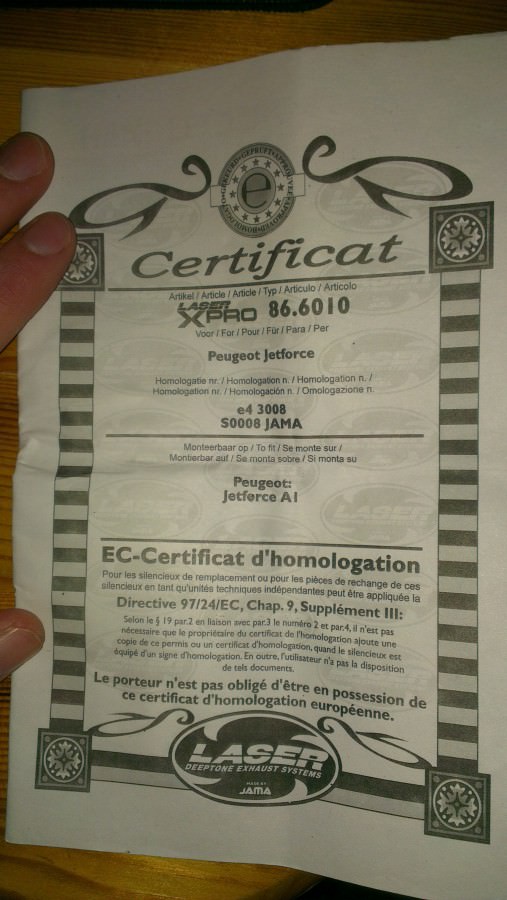 GEPRÜFT
e
Certificat
Artikel / Article / Article / Typ / Articulo / Articolo
LASER XPRO 86.6010
Voor / For / Pour / Für / Para / Per
Peugeot Jetforce
Homologatie nr. / Homologation n. / Homologation n. /
Homologation nr. / Homologación n. / Omologazione n.
e4 3008
S0008 JAMA
Monteerbaar op / To fit / Se monte sur /
Montierbar auf / Se monta sobre / Si monta su
Peugeot:
Jetforce A1
EC-Certificat d'homologation
Pour les silencieux de remplacement ou pour les pièces de rechange de ces
silencieux en tant qu'unités techniques indépendantes peut être appliquée la
Directive 97/24/EC, Chap. 9, Supplément III:
Selon le § 19 par.2 en liaison avec par.3 le numéro 2 et par.4, il n'est pas
nécessaire que le propriétaire du certificat de l'homologation ajoute une
copie de ce permis ou un certificat d'homologation, quand le silencieux est
équipé d'un signe d'homologation. En outre, l'utilisateur n'a pas la disposition
de tels documents.
Le porteur n'est pas obligé d'être en possession de
ce certificat d'homologation européenne.
LASER
DEEPTONE EXHAUST SYSTEMS
MADE BY
JAMA